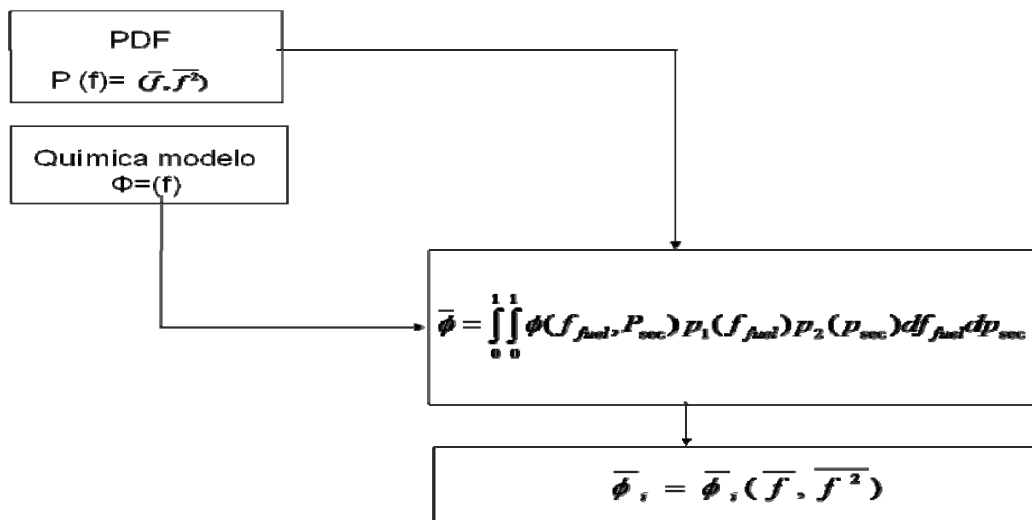 PDF
P (f)= (f̅, f̅²)
Quimica modelo
Φ=(f)
ϕ̅ = ∫₀¹∫₀¹ ϕ(f_fuel, P_sec) p₁(f_fuel) p₂(p_sec) df_fuel dp_sec
ϕ̅ᵢ = ϕ̅ᵢ (f̅, f̅²)